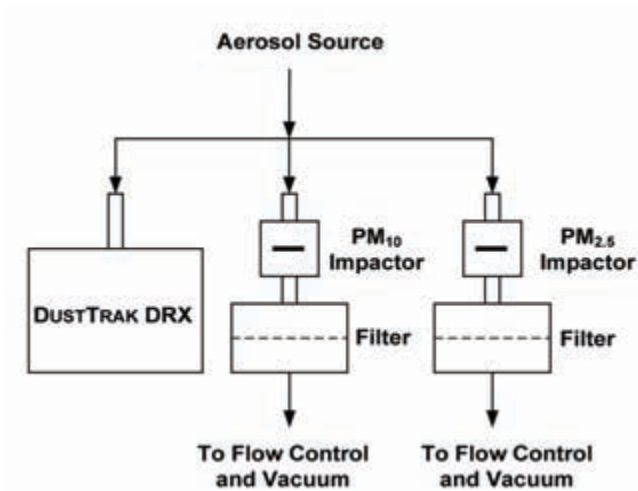 Aerosol Source
PM10
Impactor
PM2.5
Impactor
DUSTTRAK DRX
Filter
Filter
To Flow Control
and Vacuum
To Flow Control
and Vacuum